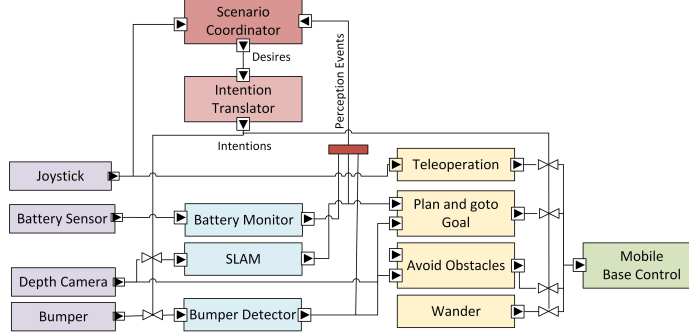 Scenario
Coordinator
Desires
Perception Events
Intention
Translator
Intentions
Joystick
Teleoperation
Battery Sensor
Battery Monitor
Plan and goto
Goal
SLAM
Avoid Obstacles
Mobile
Base Control
Depth Camera
Bumper
Bumper Detector
Wander